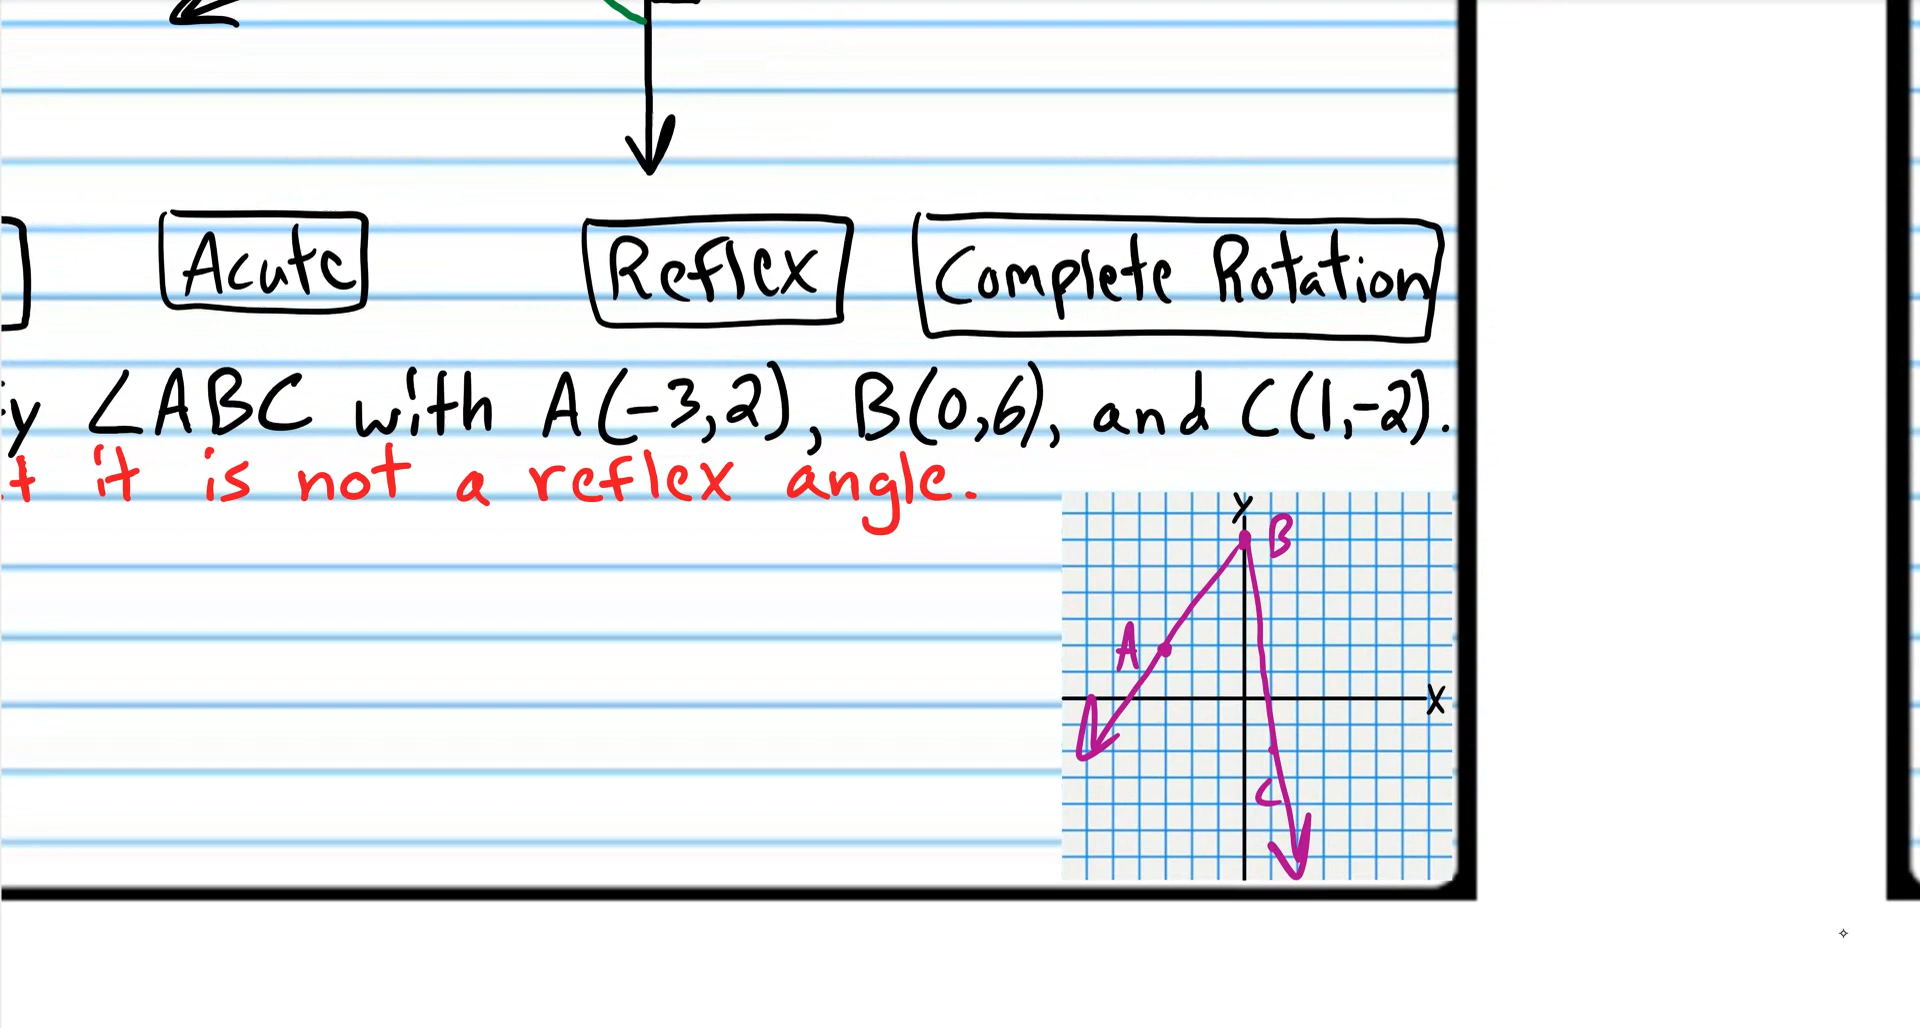 Acute Reflex Complete Rotation
y ∠ABC with A(-3,2), B(0,6), and C(1,-2).
it is not a reflex angle.
y
B
A
X
C